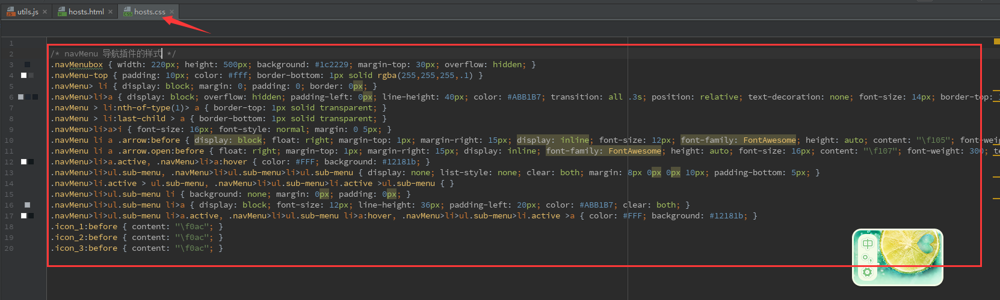 utils.js
hosts.html
hosts.css
1
2 /* navMenu 导航插件的样式 */
3 .navMenubox { width: 220px; height: 500px; background: #1c2229; margin-top: 30px; overflow: hidden; }
4 .navMenu-top { padding: 10px; color: #fff; border-bottom: 1px solid rgba(255,255,255,.1) }
5 .navMenu> li { display: block; margin: 0; padding: 0; border: 0px; }
6 .navMenu>li>a { display: block; overflow: hidden; padding-left: 0px; line-height: 40px; color: #ABB1B7; transition: all .3s; position: relative; text-decoration: none; font-size: 14px; border-top:
7 .navMenu > li:nth-of-type(1)> a { border-top: 1px solid transparent; }
8 .navMenu > li:last-child > a { border-bottom: 1px solid transparent; }
9 .navMenu>li>a>i { font-size: 16px; font-style: normal; margin: 0 5px; }
10 .navMenu li a .arrow:before { display: block; float: right; margin-top: 1px; margin-right: 15px; display: inline; font-size: 12px; font-family: FontAwesome; height: auto; content: "\f105"; font-weig
11 .navMenu li a .arrow.open:before { float: right; margin-top: 1px; margin-right: 15px; display: inline; font-family: FontAwesome; height: auto; font-size: 16px; content: "\f107"; font-weight: 300; te
12 .navMenu>li>a.active, .navMenu>li>a:hover { color: #FFF; background: #12181b; }
13 .navMenu>li>ul.sub-menu, .navMenu>li>ul.sub-menu>li>ul.sub-menu { display: none; list-style: none; clear: both; margin: 8px 0px 0px 10px; padding-bottom: 5px; }
14 .navMenu>li.active > ul.sub-menu, .navMenu>li>ul.sub-menu>li.active >ul.sub-menu { }
15 .navMenu>li>ul.sub-menu li { background: none; margin: 0px; padding: 0px; }
16 .navMenu>li>ul.sub-menu li>a { display: block; font-size: 12px; line-height: 36px; padding-left: 20px; color: #ABB1B7; clear: both; }
17 .navMenu>li>ul.sub-menu li>a.active, .navMenu>li>ul.sub-menu li>a:hover, .navMenu>li>ul.sub-menu>li.active >a { color: #FFF; background: #12181b; }
18 .icon_1:before { content: "\f0ac"; }
19 .icon_2:before { content: "\f0ac"; }
20 .icon_3:before { content: "\f0ac"; }
中